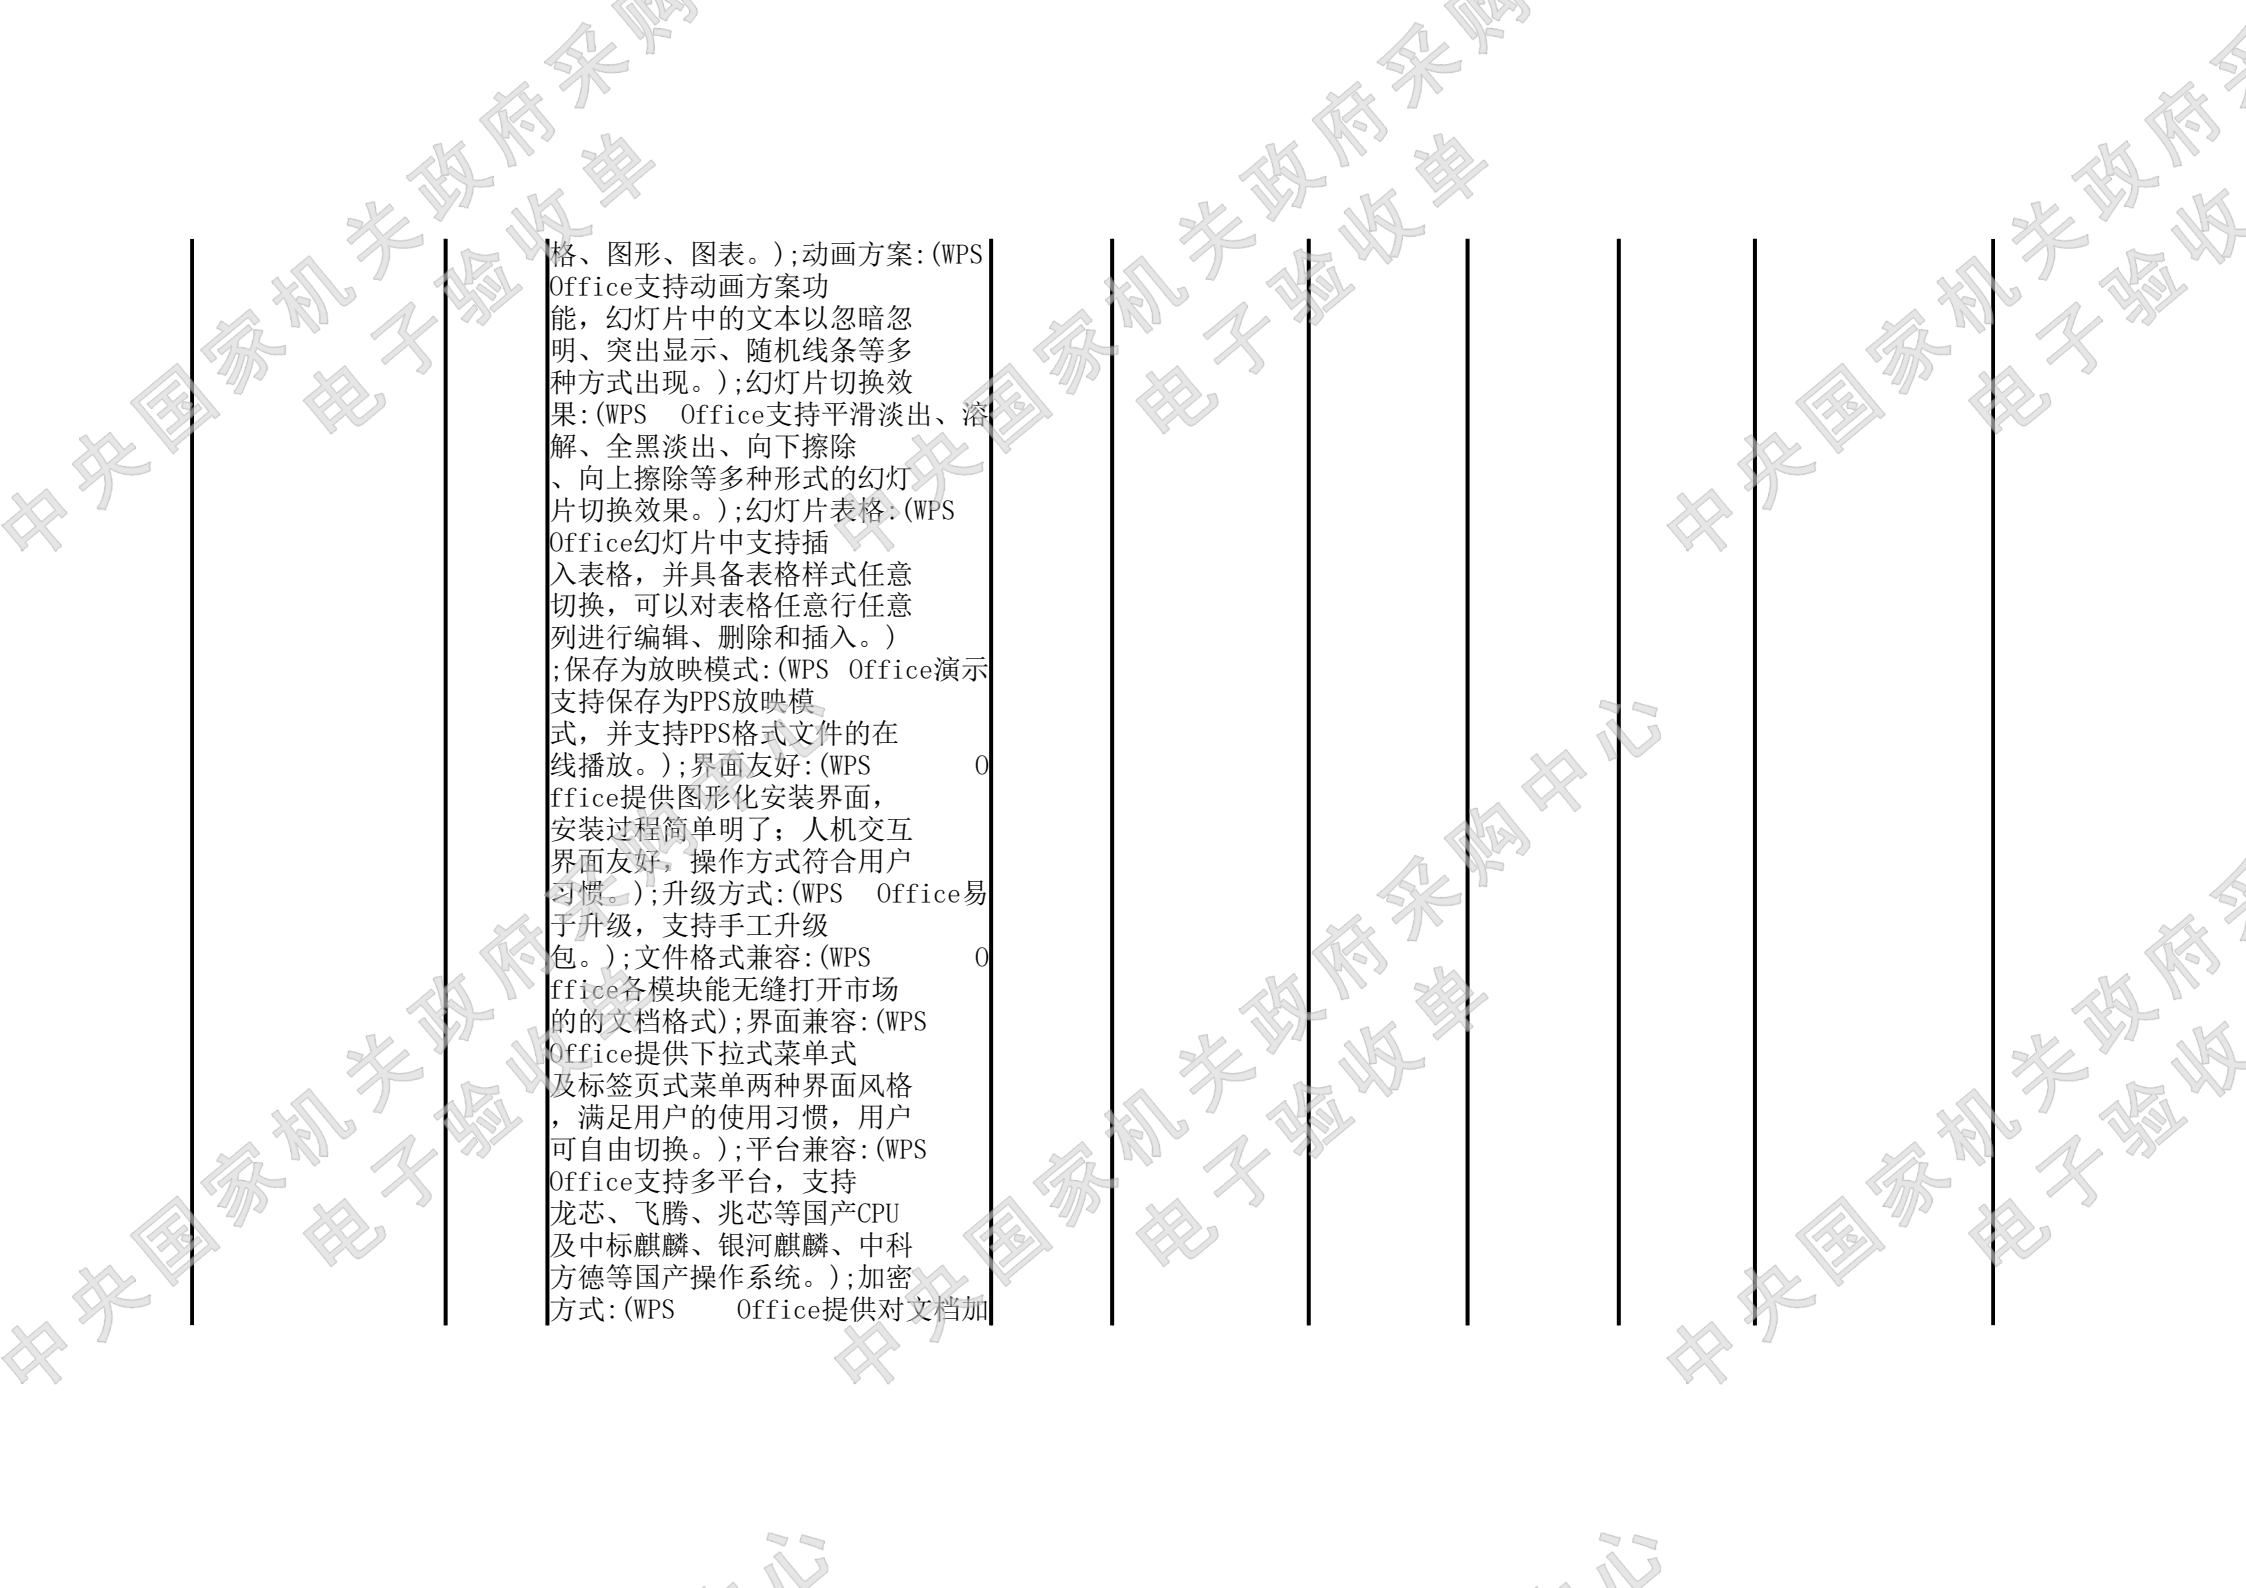 格、图形、图表。);动画方案:(WPS
Office支持动画方案功
能，幻灯片中的文本以忽暗忽
明、突出显示、随机线条等多
种方式出现。);幻灯片切换效
果:(WPS Office支持平滑淡出、溶
解、全黑淡出、向下擦除
、向上擦除等多种形式的幻灯
片切换效果。);幻灯片表格:(WPS
Office幻灯片中支持插
入表格，并具备表格样式任意
切换，可以对表格任意行任意
列进行编辑、删除和插入。)
;保存为放映模式:(WPS Office演示
支持保存为PPS放映模
式，并支持PPS格式文件的在
线播放。);界面友好:(WPS O
ffice提供图形化安装界面，
安装过程简单明了；人机交互
界面友好，操作方式符合用户
习惯。);升级方式:(WPS Office易
于升级，支持手工升级
包。);文件格式兼容:(WPS O
ffice各模块能无缝打开市场
的的文档格式);界面兼容:(WPS
Office提供下拉式菜单式
及标签页式菜单两种界面风格
，满足用户的使用习惯，用户
可自由切换。);平台兼容:(WPS
Office支持多平台，支持
龙芯、飞腾、兆芯等国产CPU
及中标麒麟、银河麒麟、中科
方德等国产操作系统。);加密
方式:(WPS Office提供对文档加
中央国家机关政府采购中心
电子验收单